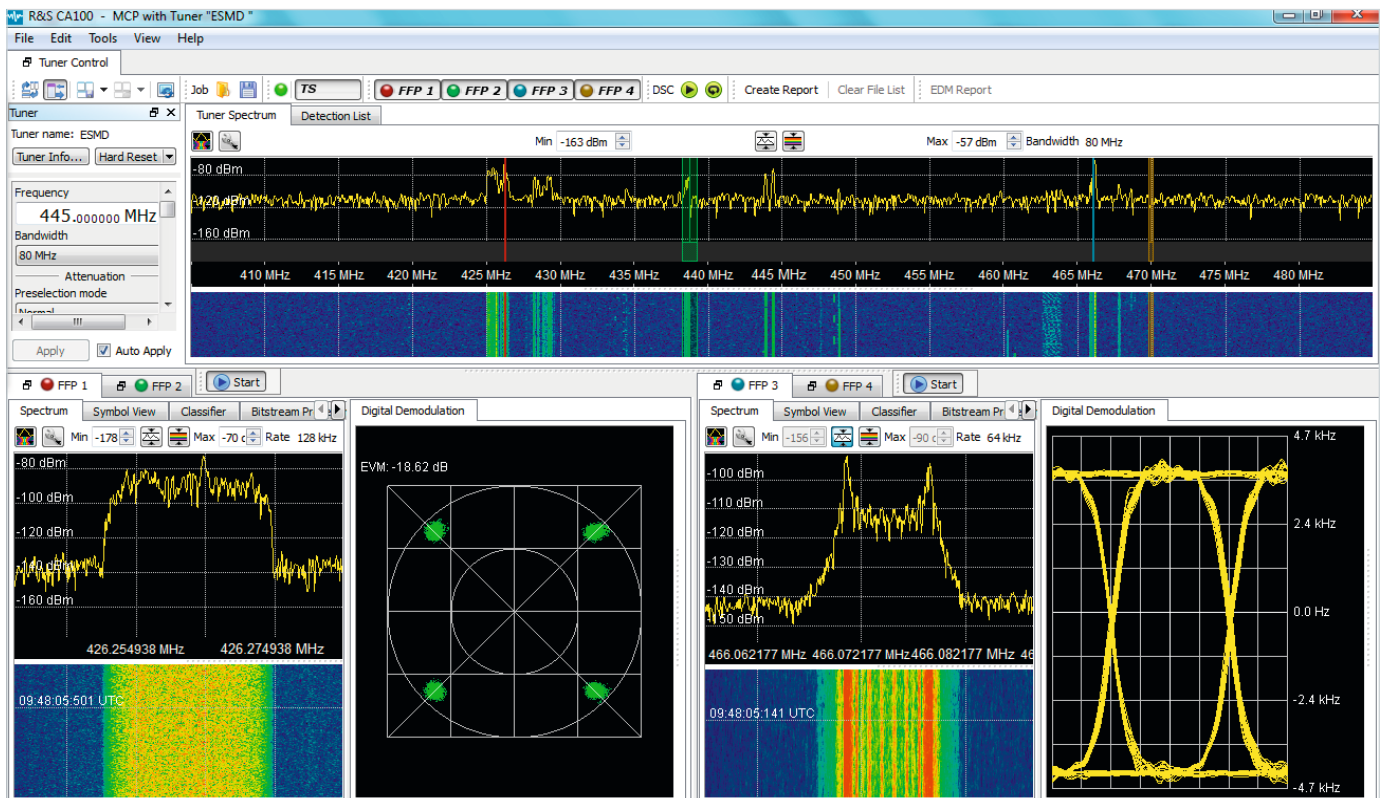 R&S CA100 - MCP with Tuner "ESMD "
File Edit Tools View Help
Tuner Control
Job TS FFP 1 FFP 2 FFP 3 FFP 4 DSC Create Report Clear File List EDM Report
Tuner
Tuner name: ESMD
Tuner Info... Hard Reset
Frequency
445.000000 MHz
Bandwidth
80 MHz
Attenuation
Preselection mode
Normal
Apply Auto Apply
Tuner Spectrum Detection List
Min -163 dBm Max -57 dBm Bandwidth 80 MHz
-80 dBm
-120 dBm
-160 dBm
410 MHz 415 MHz 420 MHz 425 MHz 430 MHz 435 MHz 440 MHz 445 MHz 450 MHz 455 MHz 460 MHz 465 MHz 470 MHz 475 MHz 480 MHz
FFP 1 FFP 2 Start
Spectrum Symbol View Classifier Bitstream Pr
Min -178 Max -70 c Rate 128 kHz
-80 dBm
-100 dBm
-120 dBm
-140 dBm
-160 dBm
426.254938 MHz 426.274938 MHz
09:48:05:501 UTC
Digital Demodulation
EVM: -18.62 dB
FFP 3 FFP 4 Start
Spectrum Symbol View Classifier Bitstream Pr
Min -156 Max -90 c Rate 64 kHz
-100 dBm
-110 dBm
-120 dBm
-130 dBm
-140 dBm
-150 dBm
466.062177 MHz 466.072177 MHz 466.082177 MHz 46
09:48:05:141 UTC
Digital Demodulation
4.7 kHz
2.4 kHz
0.0 Hz
-2.4 kHz
-4.7 kHz